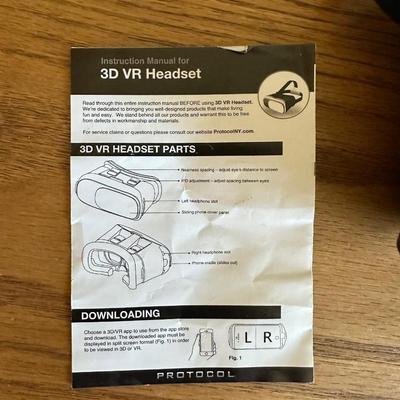 Instruction Manual for
3D VR Headset
Read through this entire instruction manual BEFORE using 3D VR Headset.
We're dedicated to bringing you well-designed products that make living
fun and easy. We stand behind all our products and warrant this to be free
from defects in workmanship and materials.
For service claims or questions please consult our website ProtocolNY.com.
3D VR HEADSET PARTS
Nearness spacing – adjust eye's distance to screen
P/D adjustment – adjust spacing between eyes
Left headphone slot
Sliding phone cover panel
Right headphone slot
Phone cradle (slides out)
DOWNLOADING
Choose a 3D/VR app to use from the app store
and download. The downloaded app must be
displayed in split screen format (Fig. 1) in order
to be viewed in 3D or VR.
L R
Fig. 1
PROTOCOL